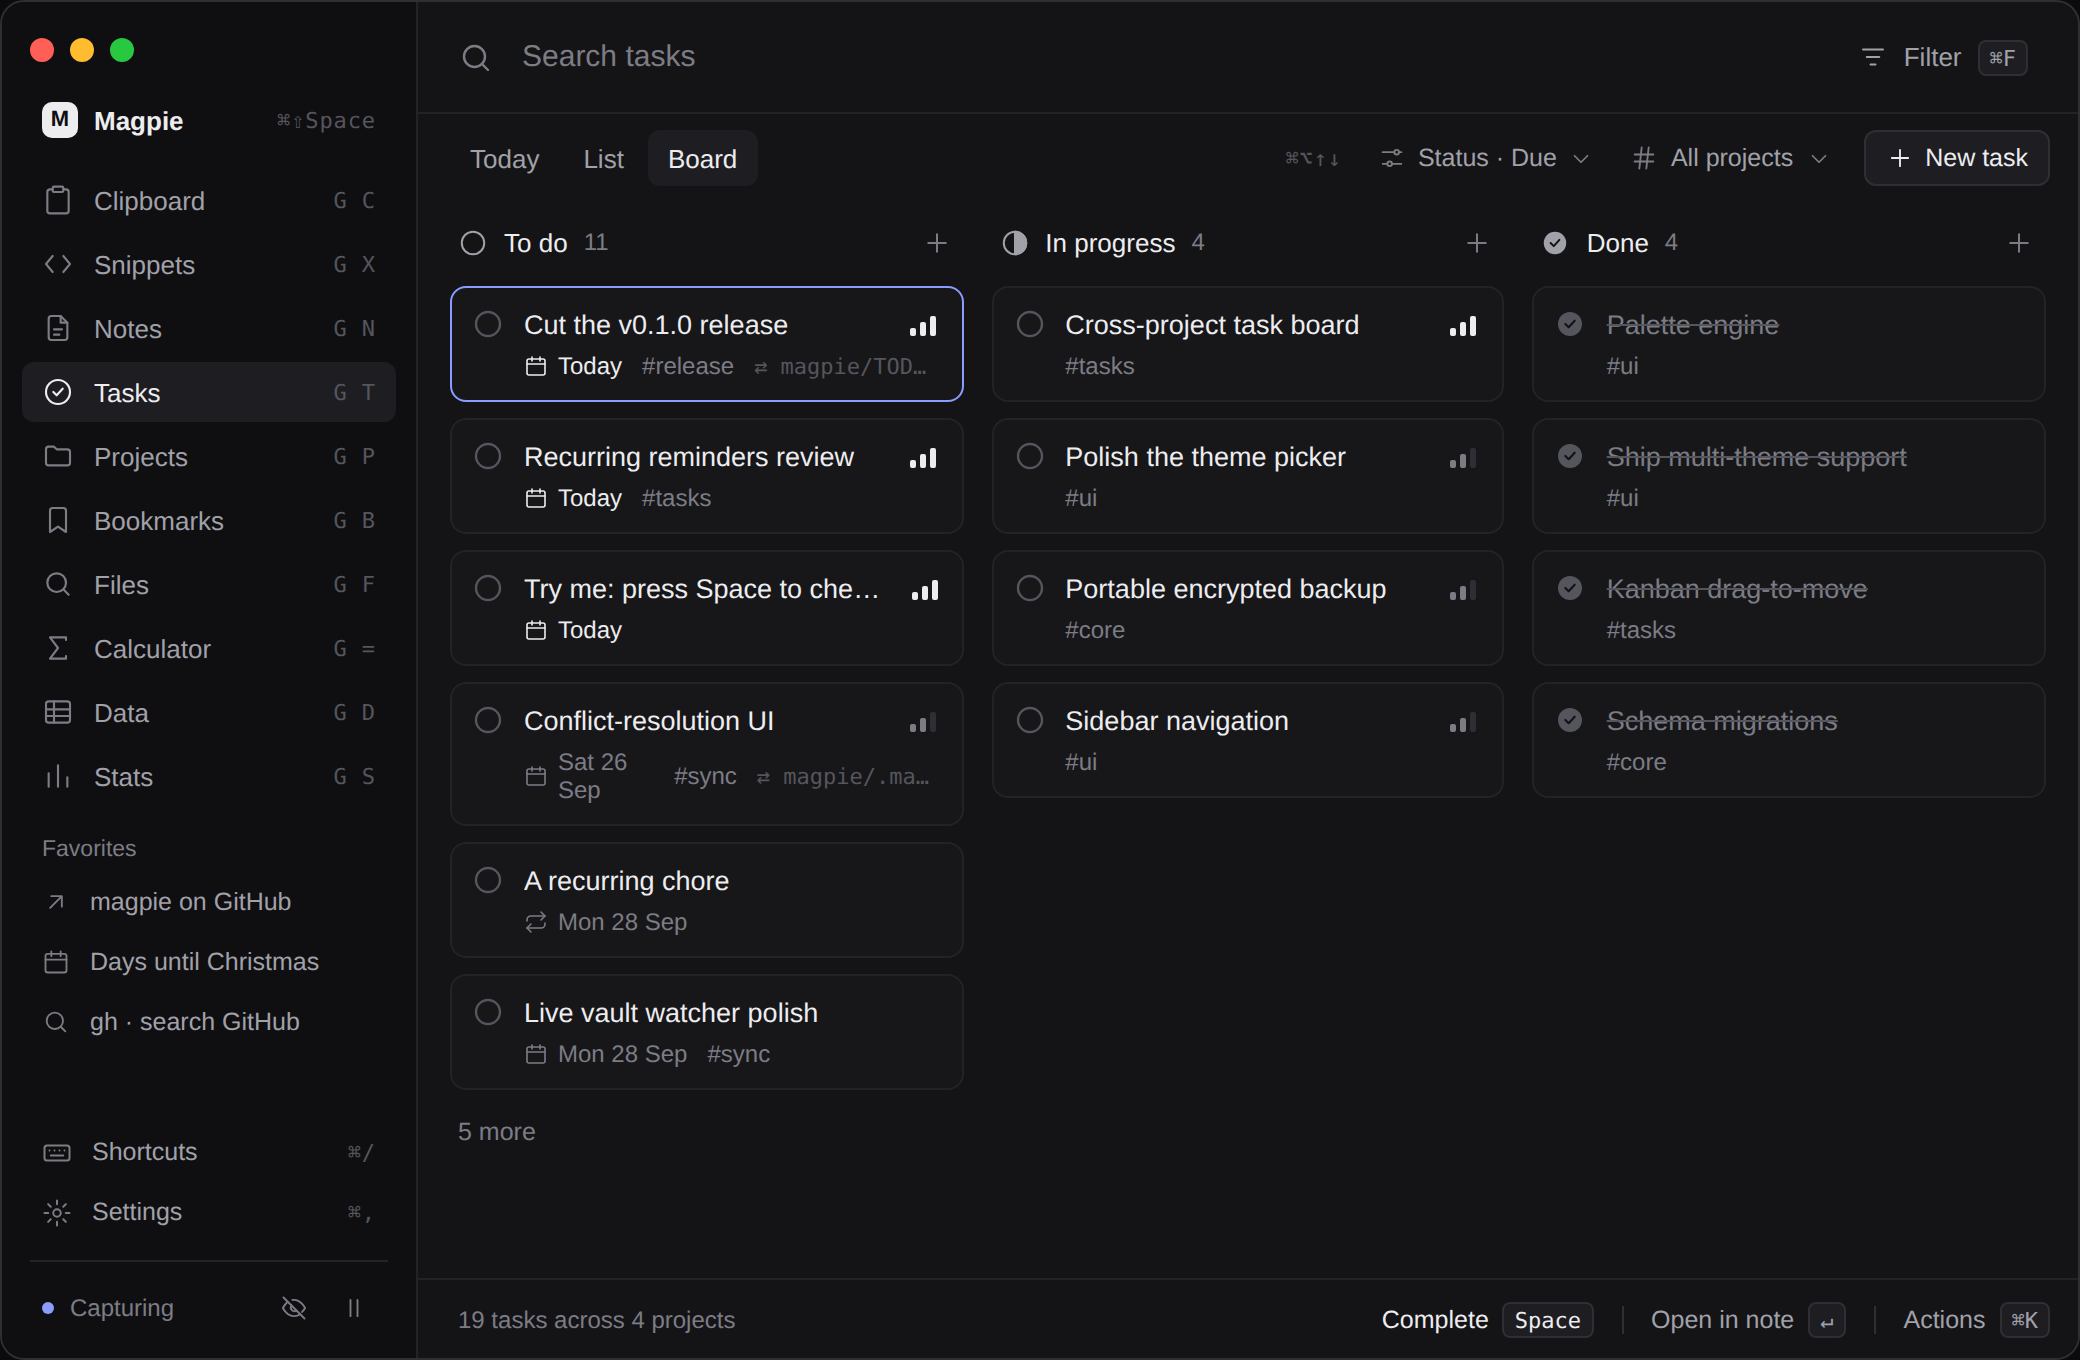 M Magpie ⌘⇧Space
Clipboard G C
Snippets G X
Notes G N
Tasks G T
Projects G P
Bookmarks G B
Files G F
Calculator G =
Data G D
Stats G S
Favorites
magpie on GitHub
Days until Christmas
gh · search GitHub
Shortcuts ⌘/
Settings ⌘,
Capturing
Search tasks
Filter ⌘F
Today List Board
⌘⌥↑↓ Status · Due All projects New task
To do 11
Cut the v0.1.0 release
Today #release ⇄ magpie/TOD…
Recurring reminders review
Today #tasks
Try me: press Space to che…
Today
Conflict-resolution UI
Sat 26
Sep
#sync ⇄ magpie/.ma…
A recurring chore
Mon 28 Sep
Live vault watcher polish
Mon 28 Sep #sync
5 more
In progress 4
Cross-project task board
#tasks
Polish the theme picker
#ui
Portable encrypted backup
#core
Sidebar navigation
#ui
Done 4
Palette engine
#ui
Ship multi-theme support
#ui
Kanban drag-to-move
#tasks
Schema migrations
#core
19 tasks across 4 projects
Complete Space Open in note ↵ Actions ⌘K